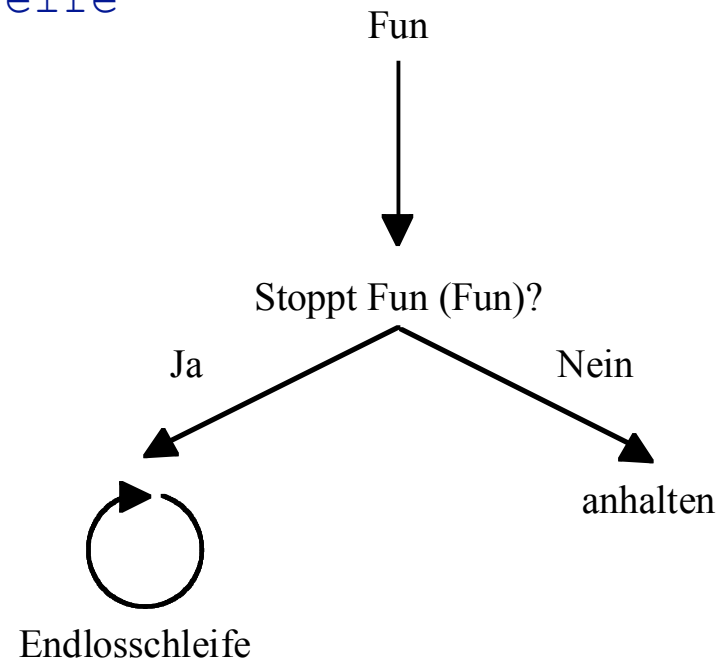 Fun
Stoppt Fun (Fun)?
Ja
Nein
anhalten
Endlosschleife